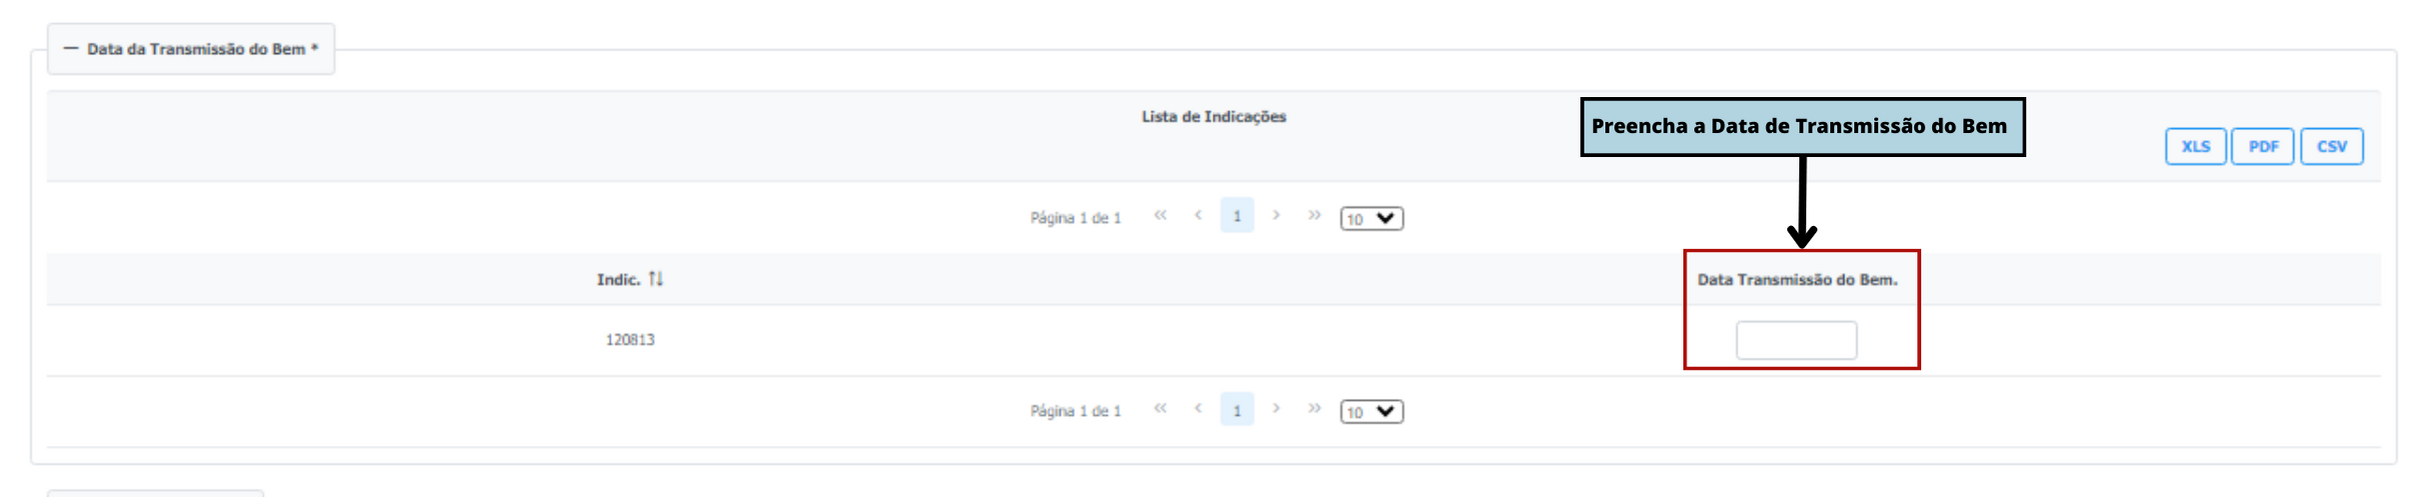 — Data da Transmissão do Bem *
Lista de Indicações
Preencha a Data de Transmissão do Bem
XLS PDF CSV
Página 1 de 1 « ‹ 1 › » 10
Indic. ↑↓ Data Transmissão do Bem.
120813
Página 1 de 1 « ‹ 1 › » 10